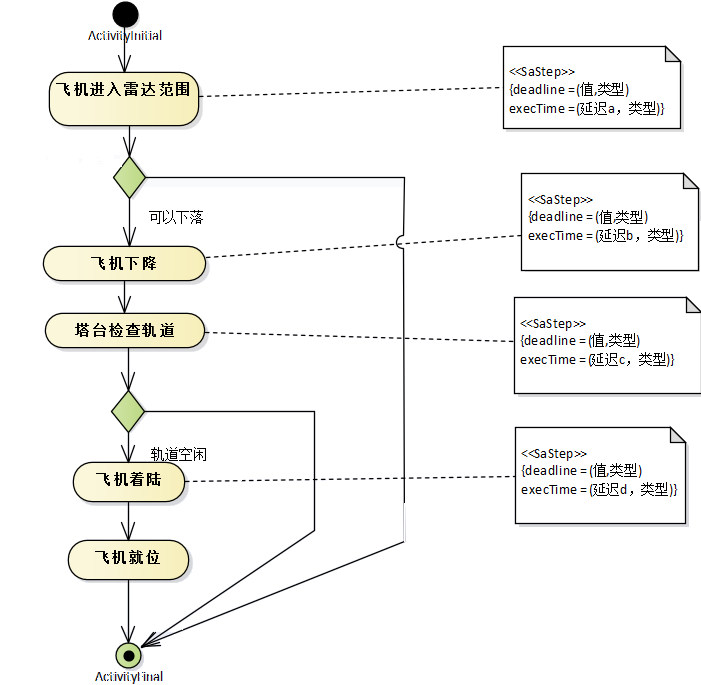 ActivityInitial
飞机进入雷达范围
<<SaStep>>
{deadline =(值,类型)
execTime =(延迟a，类型)}
可以下落
<<SaStep>>
{deadline =(值,类型)
execTime =(延迟b，类型)}
飞机下降
塔台检查轨道
<<SaStep>>
{deadline =(值,类型)
execTime =(延迟c，类型)}
轨道空闲
飞机着陆
<<SaStep>>
{deadline =(值,类型)
execTime =(延迟d，类型)}
飞机就位
ActivityFinal